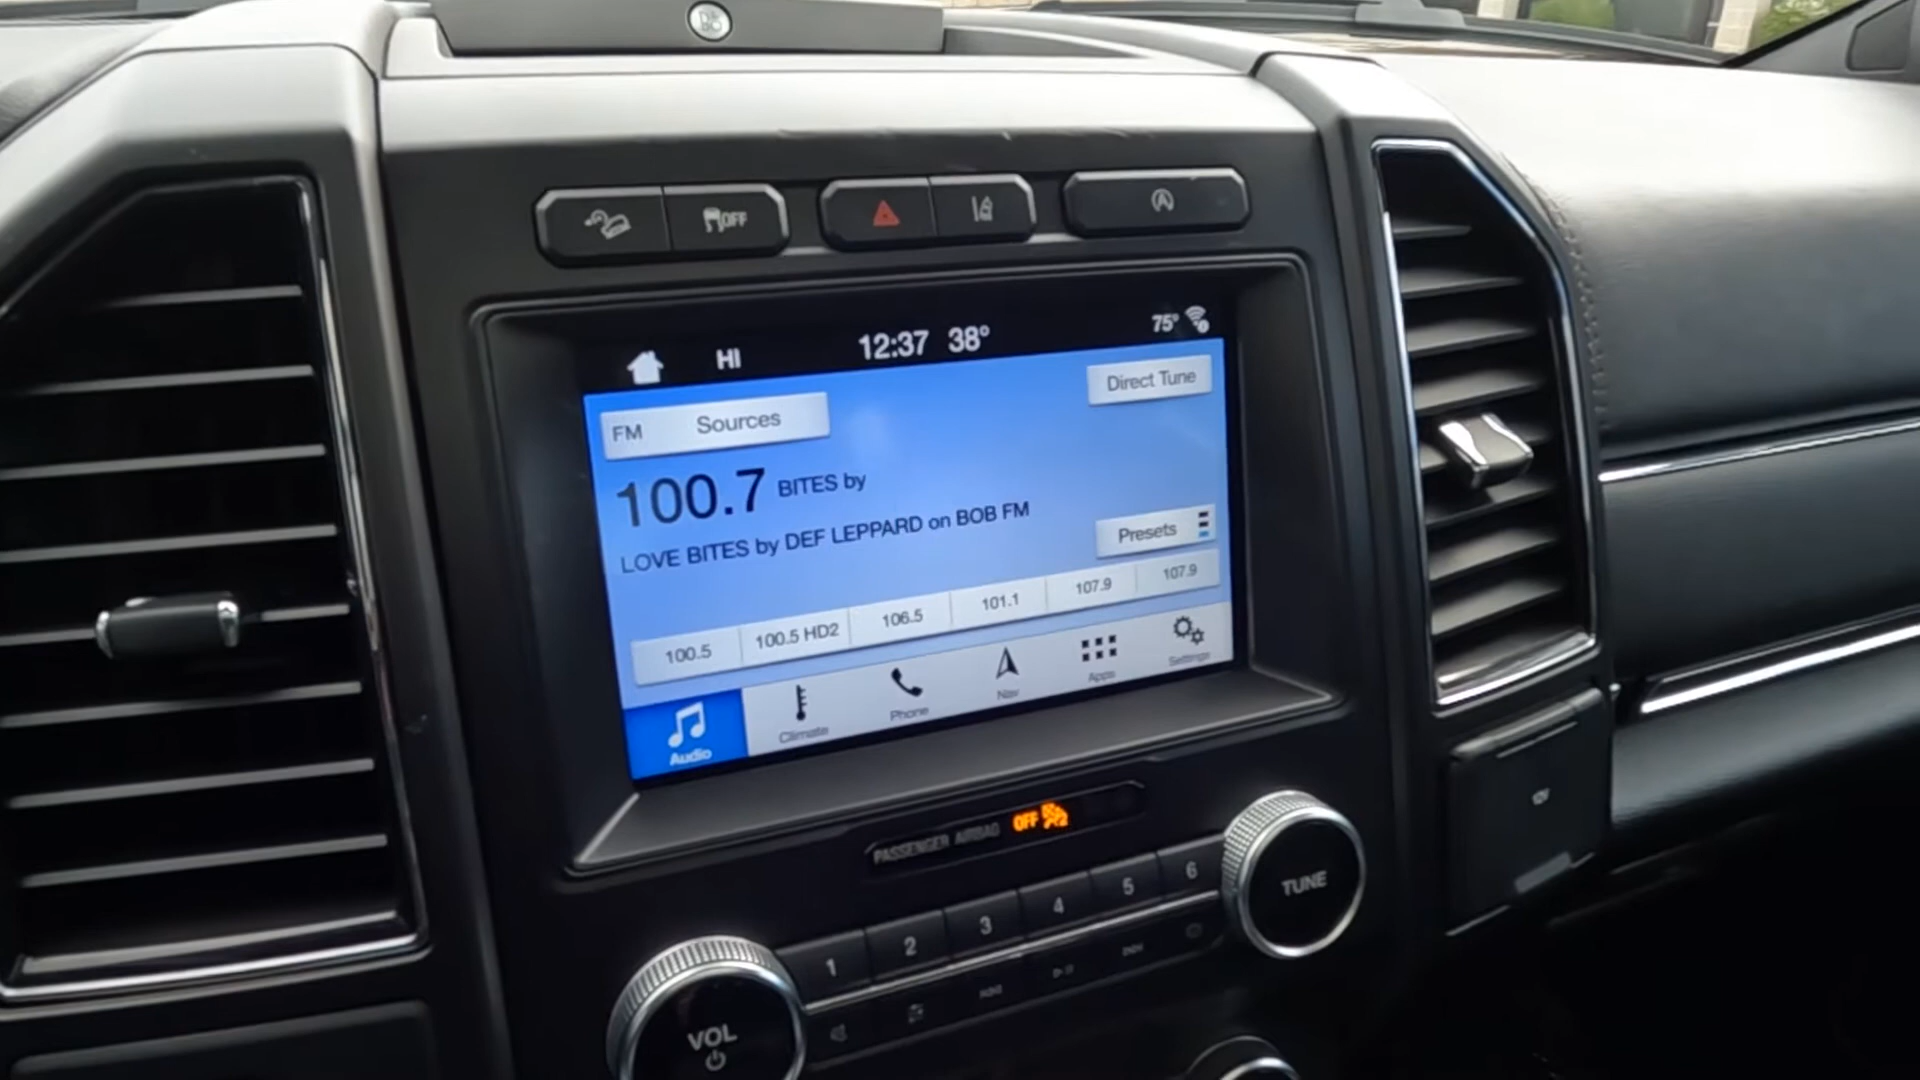 B&O
OFF
HI
12:37 38°
75°
FM Sources
Direct Tune
100.7 BITES by
LOVE BITES by DEF LEPPARD on BOB FM
Presets
100.5 100.5 HD2 106.5 101.1 107.9 107.9
Audio Climate Phone Nav Apps Settings
PASSENGER AIRBAG OFF
1 2 3 4 5 6
VOL
TUNE
12V